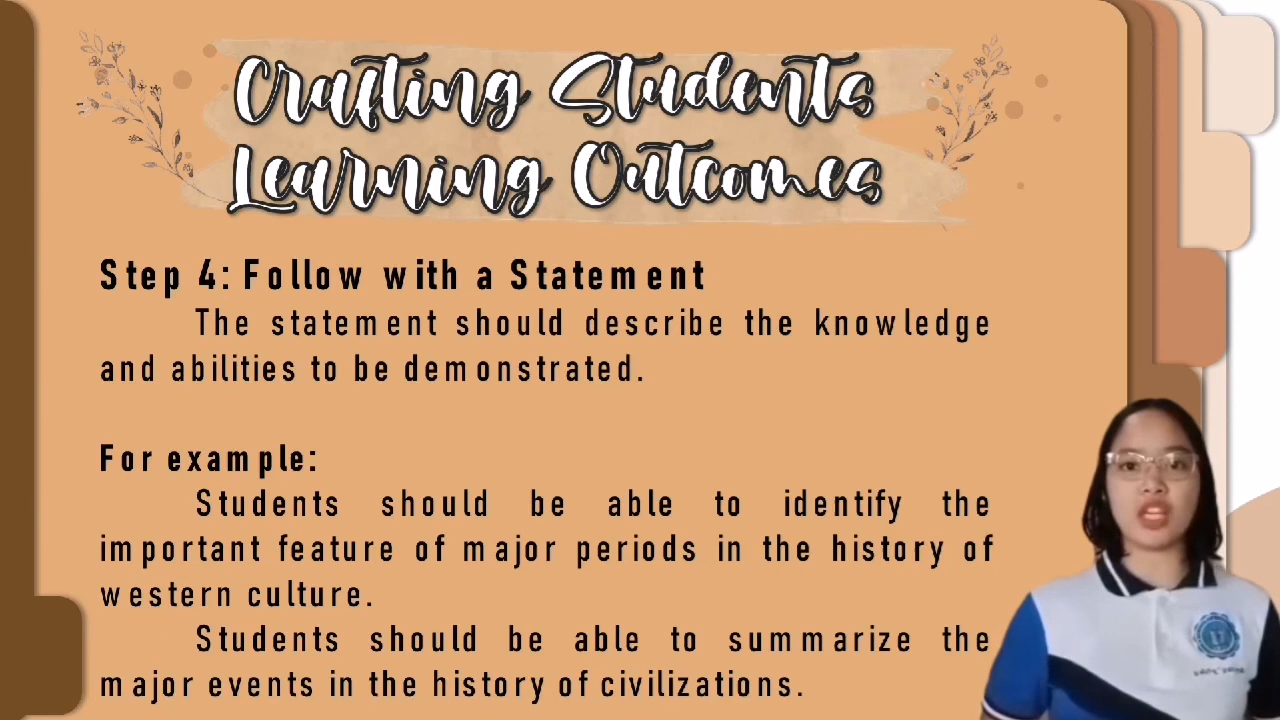 Crafting Students
Learning Outcomes
Step 4: Follow with a Statement
The statement should describe the knowledge
and abilities to be demonstrated.
For example:
Students should be able to identify the
important feature of major periods in the history of
western culture.
Students should be able to summarize the
major events in the history of civilizations.